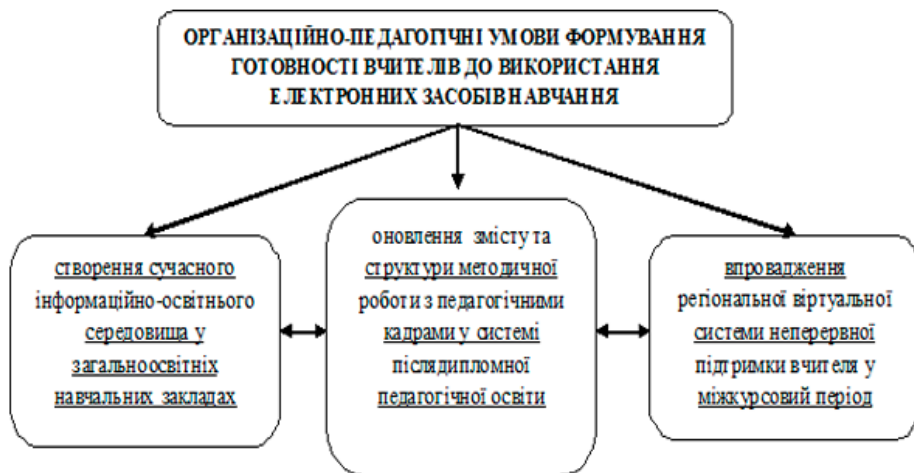 ОРГАНІЗАЦІЙНО-ПЕДАГОГІЧНІ УМОВИ ФОРМУВАННЯ
ГОТОВНОСТІ ВЧИТЕЛІВ ДО ВИКОРИСТАННЯ
ЕЛЕКТРОННИХ ЗАСОБІВ НАВЧАННЯ
створення сучасного
інформаційно-освітнього
середовища у
загальноосвітніх
навчальних закладах
оновлення змісту та
структури методичної
роботи з педагогічними
кадрами у системі
післядипломної
педагогічної освіти
впровадження
регіональної віртуальної
системи неперервної
підтримки вчителя у
міжкурсовий період